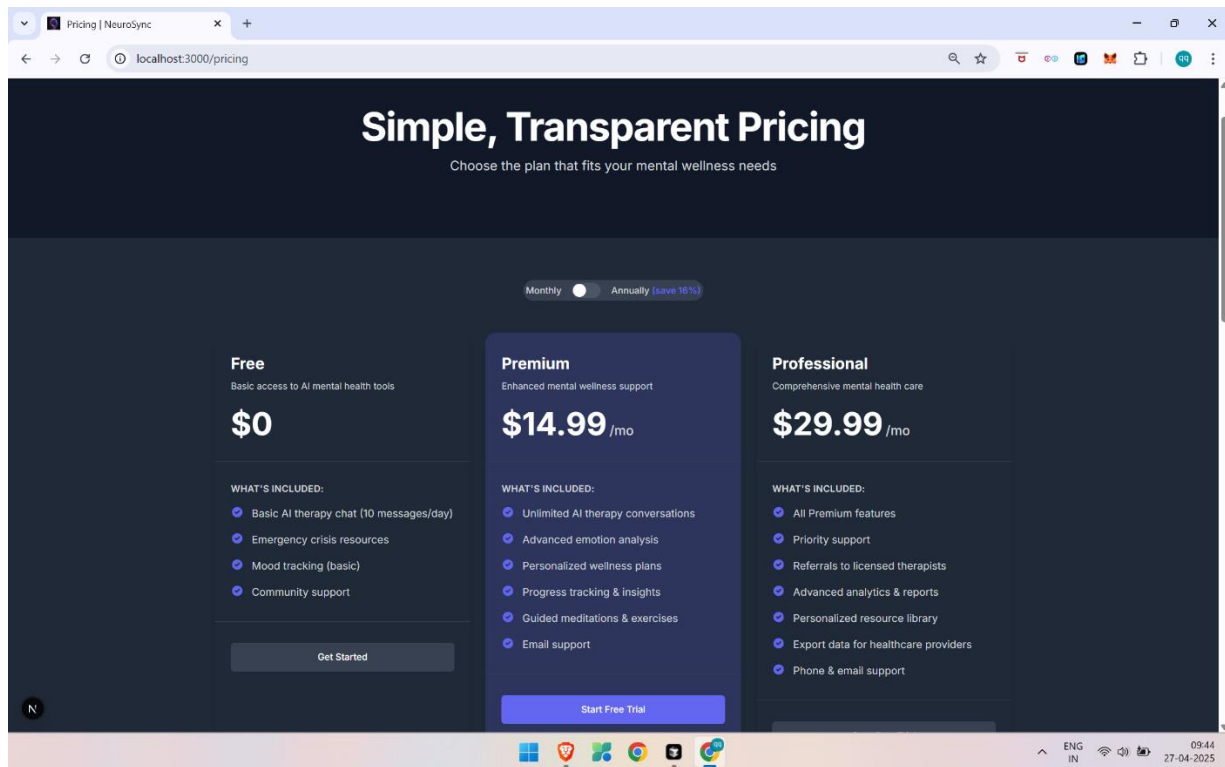 Pricing | NeuroSync
localhost:3000/pricing
qq
Simple, Transparent Pricing
Choose the plan that fits your mental wellness needs
Monthly Annually (save 16%)
Free
Basic access to AI mental health tools
$0
WHAT'S INCLUDED:
Basic AI therapy chat (10 messages/day)
Emergency crisis resources
Mood tracking (basic)
Community support
Get Started
Premium
Enhanced mental wellness support
$14.99 /mo
WHAT'S INCLUDED:
Unlimited AI therapy conversations
Advanced emotion analysis
Personalized wellness plans
Progress tracking & insights
Guided meditations & exercises
Email support
Start Free Trial
Professional
Comprehensive mental health care
$29.99 /mo
WHAT'S INCLUDED:
All Premium features
Priority support
Referrals to licensed therapists
Advanced analytics & reports
Personalized resource library
Export data for healthcare providers
Phone & email support
N
ENG
IN
09:44
27-04-2025